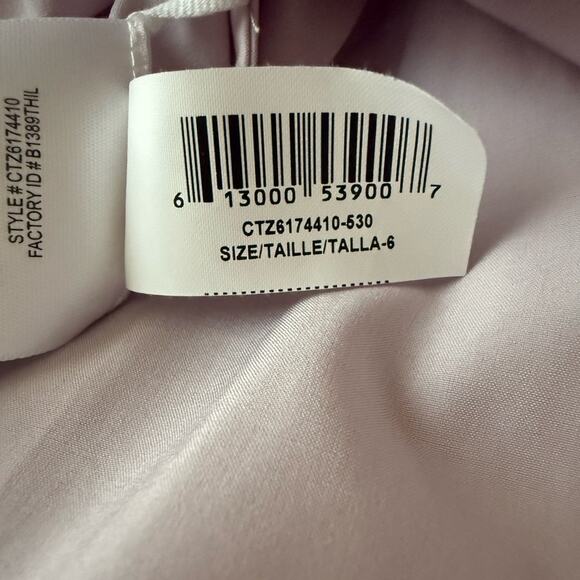 STYLE # CTZ6174410
FACTORY ID # B1389THIL
6 13000 53900 7
CTZ6174410-530
SIZE/TAILLE/TALLA-6